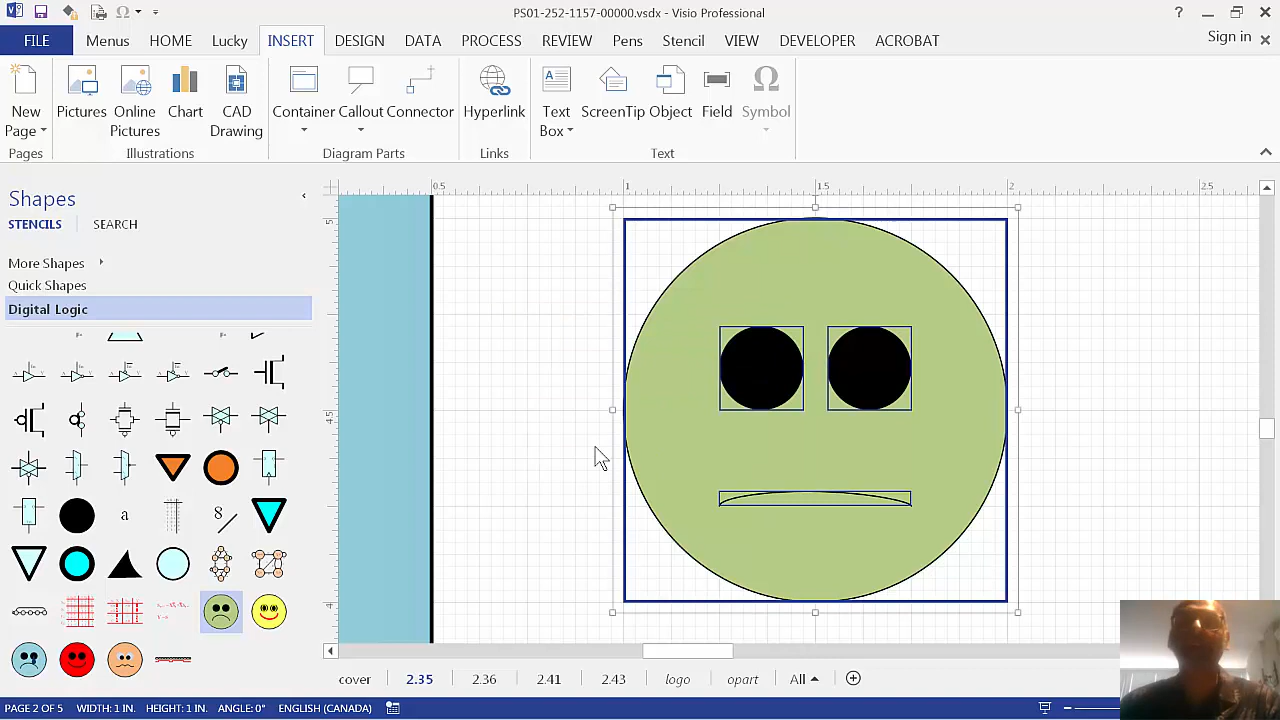 PS01-252-1157-00000.vsdx - Visio Professional
FILE Menus HOME Lucky INSERT DESIGN DATA PROCESS REVIEW Pens Stencil VIEW DEVELOPER ACROBAT Sign in
New Page Pictures Online Pictures Chart CAD Drawing Container Callout Connector Hyperlink Text Box ScreenTip Object Field Symbol
Pages Illustrations Diagram Parts Links Text
Shapes
STENCILS SEARCH
More Shapes
Quick Shapes
Digital Logic
a 8
0.5 1 1.5 2 2.5
5
4.5
4
cover 2.35 2.36 2.41 2.43 logo opart All
PAGE 2 OF 5 WIDTH: 1 IN. HEIGHT: 1 IN. ANGLE: 0° ENGLISH (CANADA)